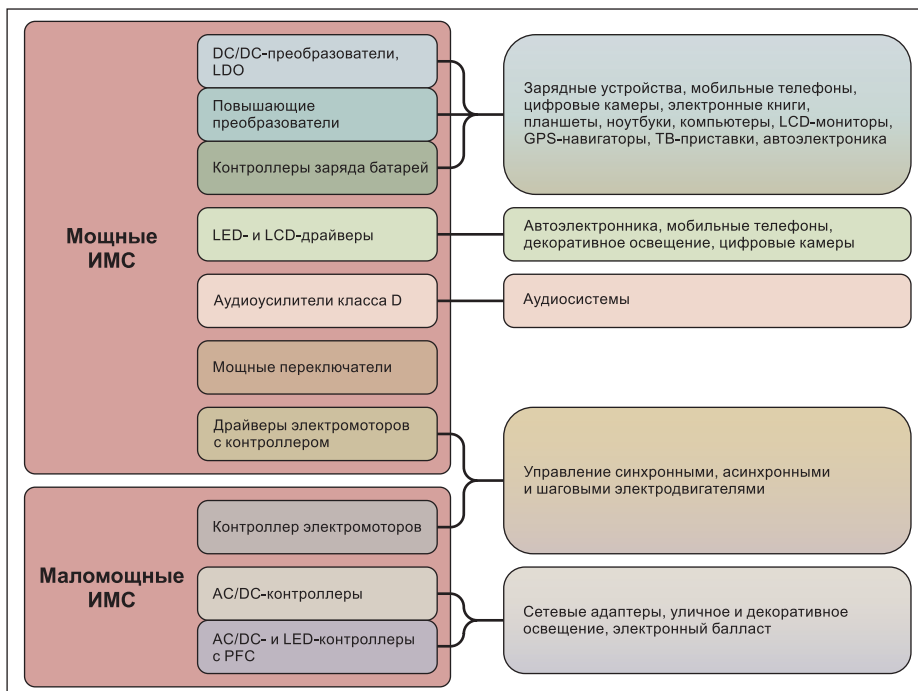 Мощные
ИМС
DC/DC-преобразователи,
LDO
Повышающие
преобразователи
Контроллеры заряда батарей
Зарядные устройства, мобильные телефоны,
цифровые камеры, электронные книги,
планшеты, ноутбуки, компьютеры, LCD-мониторы,
GPS-навигаторы, ТВ-приставки, автоэлектроника
LED- и LCD-драйверы
Автоэлектронника, мобильные телефоны,
декоративное освещение, цифровые камеры
Аудиоусилители класса D
Аудиосистемы
Мощные переключатели
Драйверы электромоторов
с контроллером
Управление синхронными, асинхронными
и шаговыми электродвигателями
Маломощные
ИМС
Контроллер электромоторов
AC/DC-контроллеры
AC/DC- и LED-контроллеры
с PFC
Сетевые адаптеры, уличное и декоративное
освещение, электронный балласт